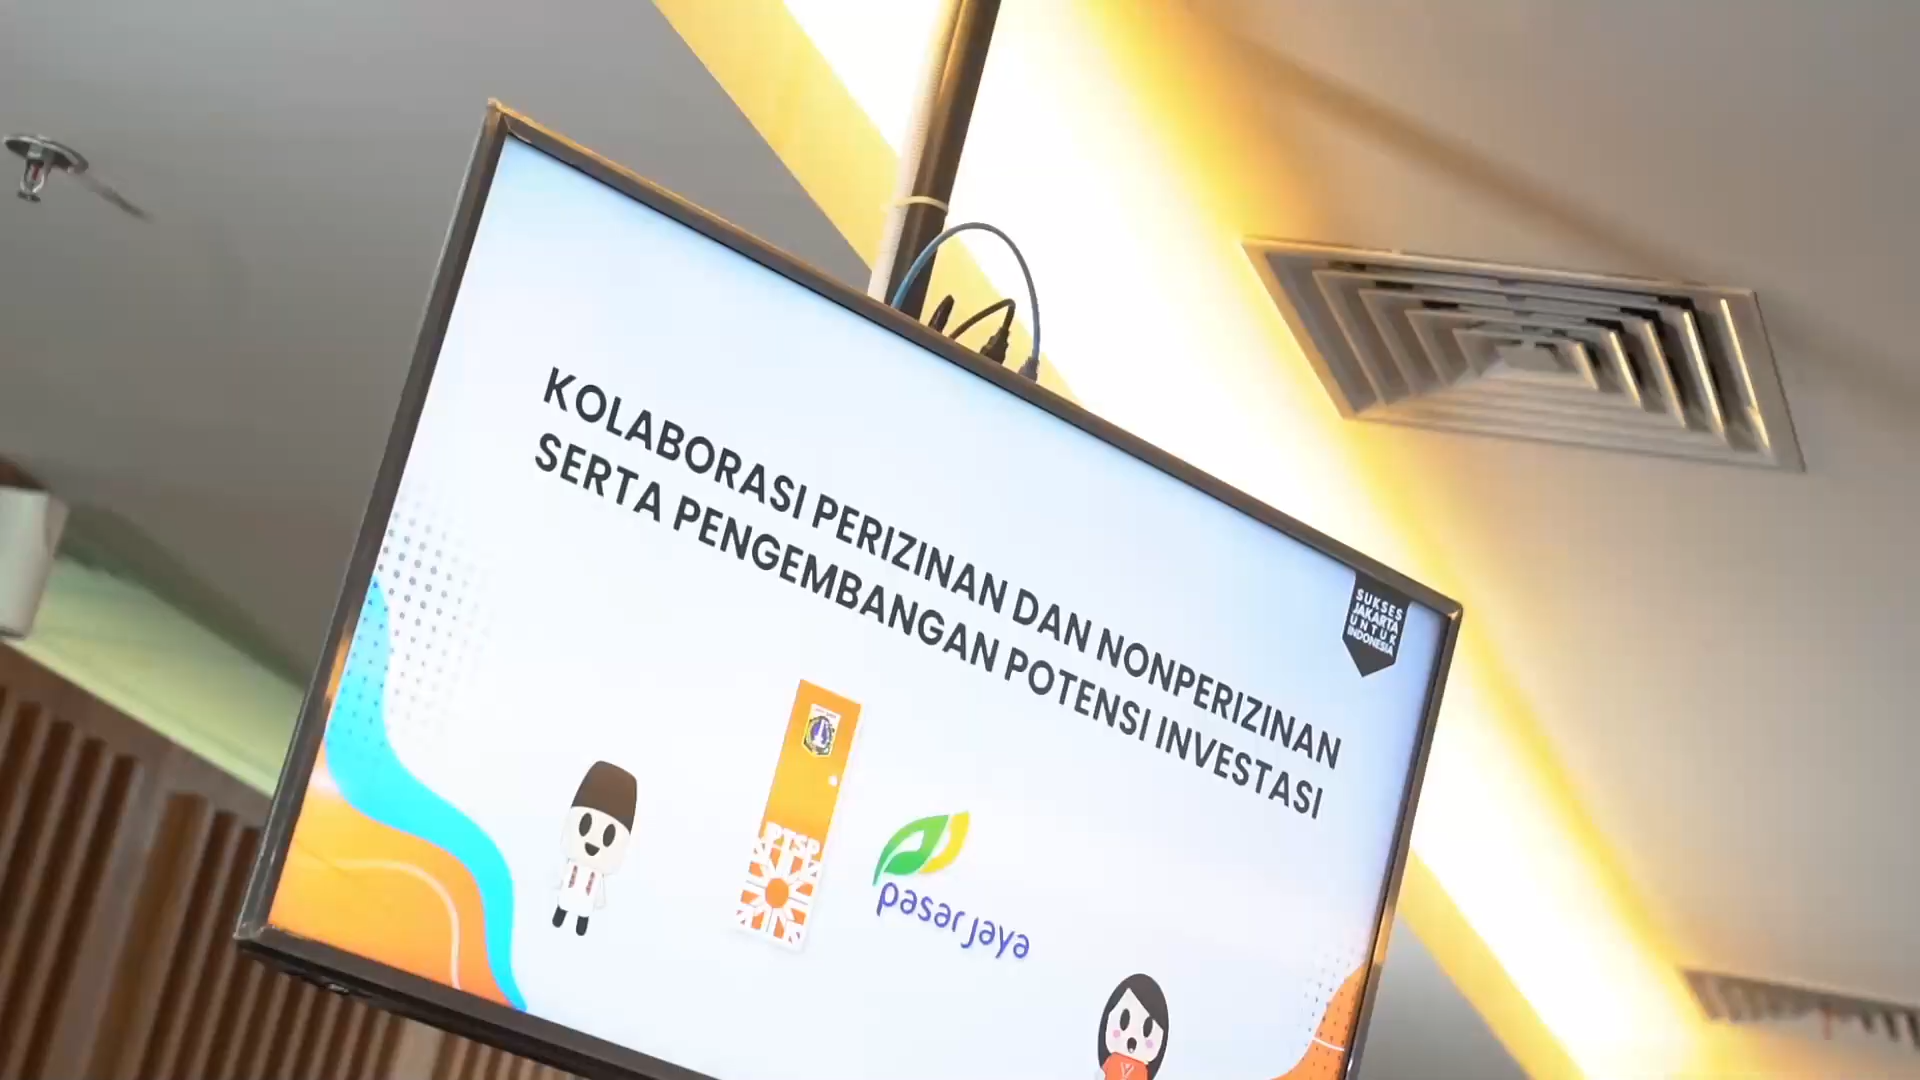 KOLABORASI PERIZINAN DAN NONPERIZINAN
SERTA PENGEMBANGAN POTENSI INVESTASI
SUKSES
JAKARTA
UNTUK
INDONESIA
PTSP
pasar jaya